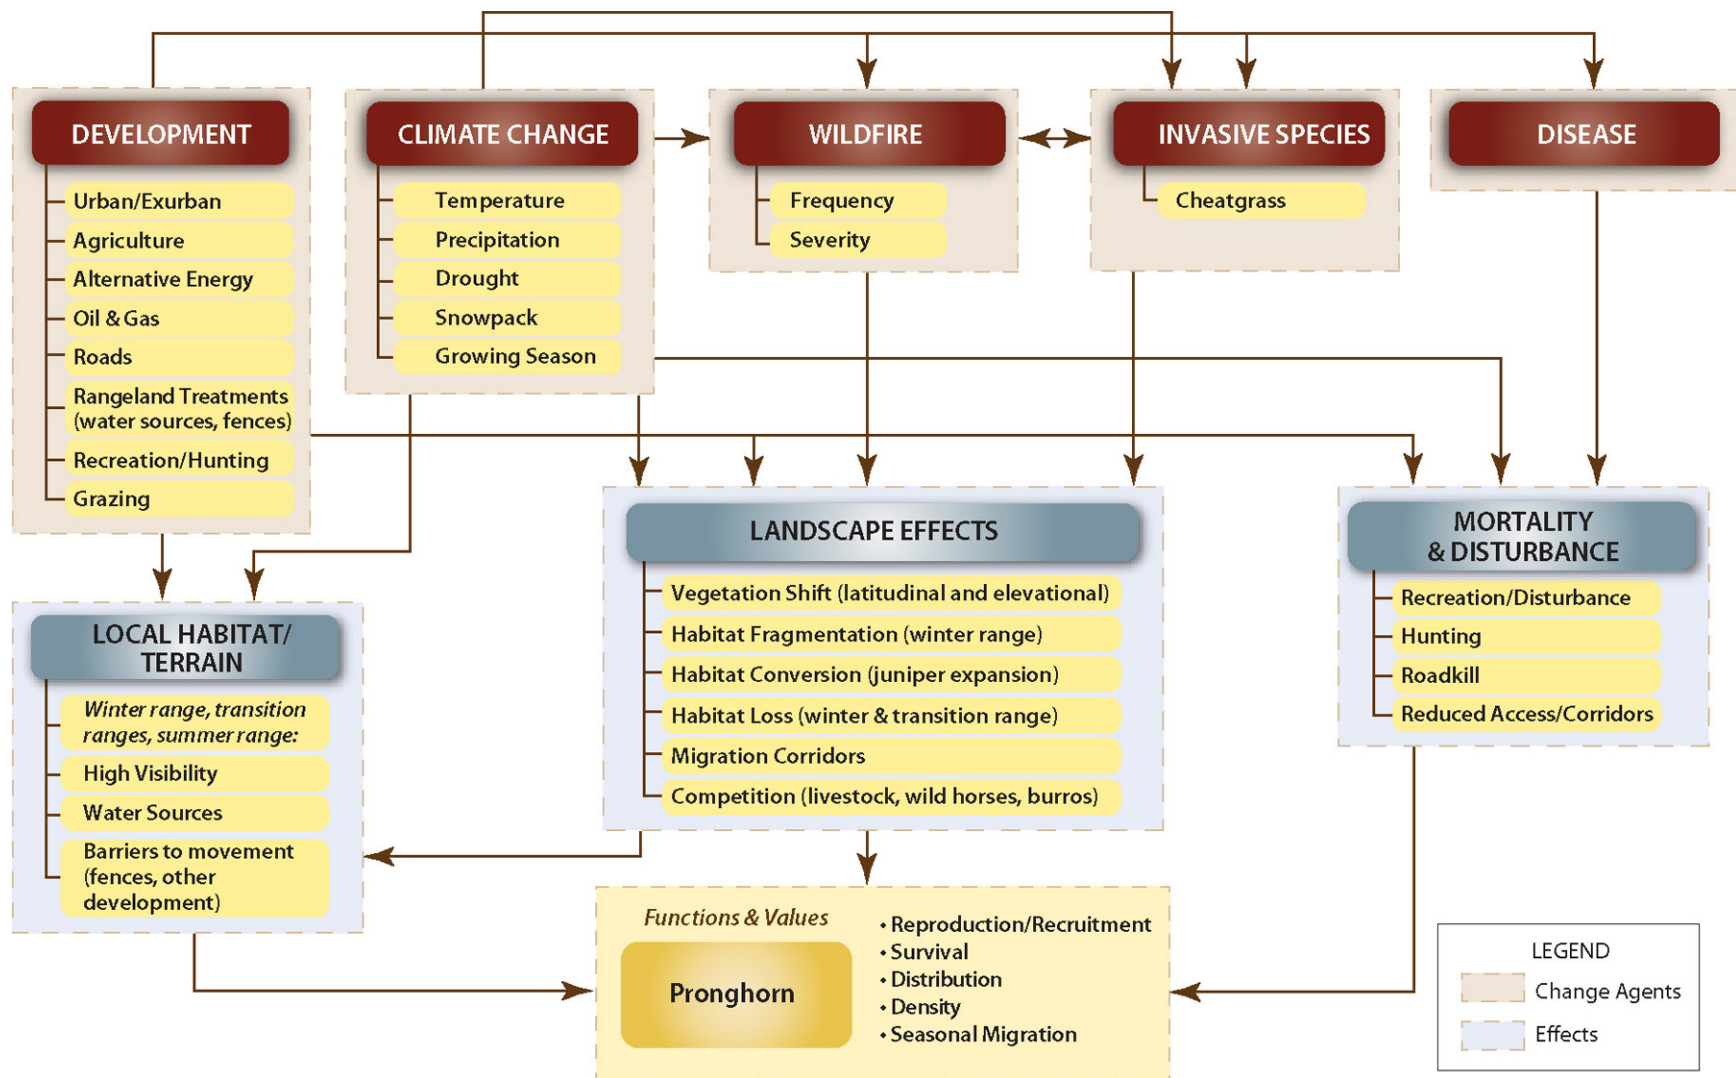 DEVELOPMENT
Urban/Exurban
Agriculture
Alternative Energy
Oil & Gas
Roads
Rangeland Treatments
(water sources, fences)
Recreation/Hunting
Grazing
CLIMATE CHANGE
Temperature
Precipitation
Drought
Snowpack
Growing Season
WILDFIRE
Frequency
Severity
INVASIVE SPECIES
Cheatgrass
DISEASE
LOCAL HABITAT/
TERRAIN
Winter range, transition
ranges, summer range:
High Visibility
Water Sources
Barriers to movement
(fences, other
development)
LANDSCAPE EFFECTS
Vegetation Shift (latitudinal and elevational)
Habitat Fragmentation (winter range)
Habitat Conversion (juniper expansion)
Habitat Loss (winter & transition range)
Migration Corridors
Competition (livestock, wild horses, burros)
MORTALITY
& DISTURBANCE
Recreation/Disturbance
Hunting
Roadkill
Reduced Access/Corridors
Functions & Values
Pronghorn
• Reproduction/Recruitment
• Survival
• Distribution
• Density
• Seasonal Migration
LEGEND
Change Agents
Effects